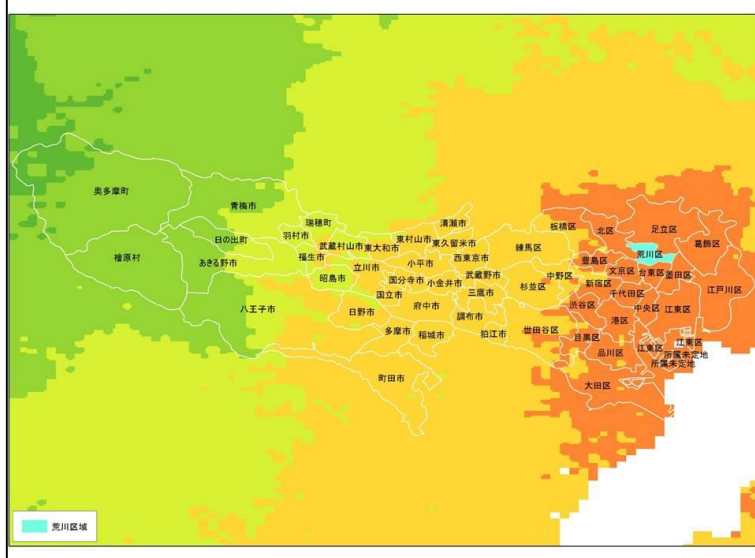 奥多摩町
青梅市
瑞穂町
清瀬市
板橋区
北区
足立区
日の出町
羽村市
武蔵村山市
東大和市
東村山市
東久留米市
練馬区
葛飾区
檜原村
あきる野市
福生市
立川市
小平市
西東京市
豊島区
荒川区
昭島市
国分寺市
小金井市
武蔵野市
中野区
文京区
台東区
墨田区
国立市
三鷹市
杉並区
新宿区
千代田区
江戸川区
八王子市
日野市
府中市
調布市
渋谷区
港区
中央区
江東区
多摩市
稲城市
狛江市
世田谷区
目黒区
品川区
江東区
江東区
所属未定地
所属未定地
町田市
大田区
荒川区域